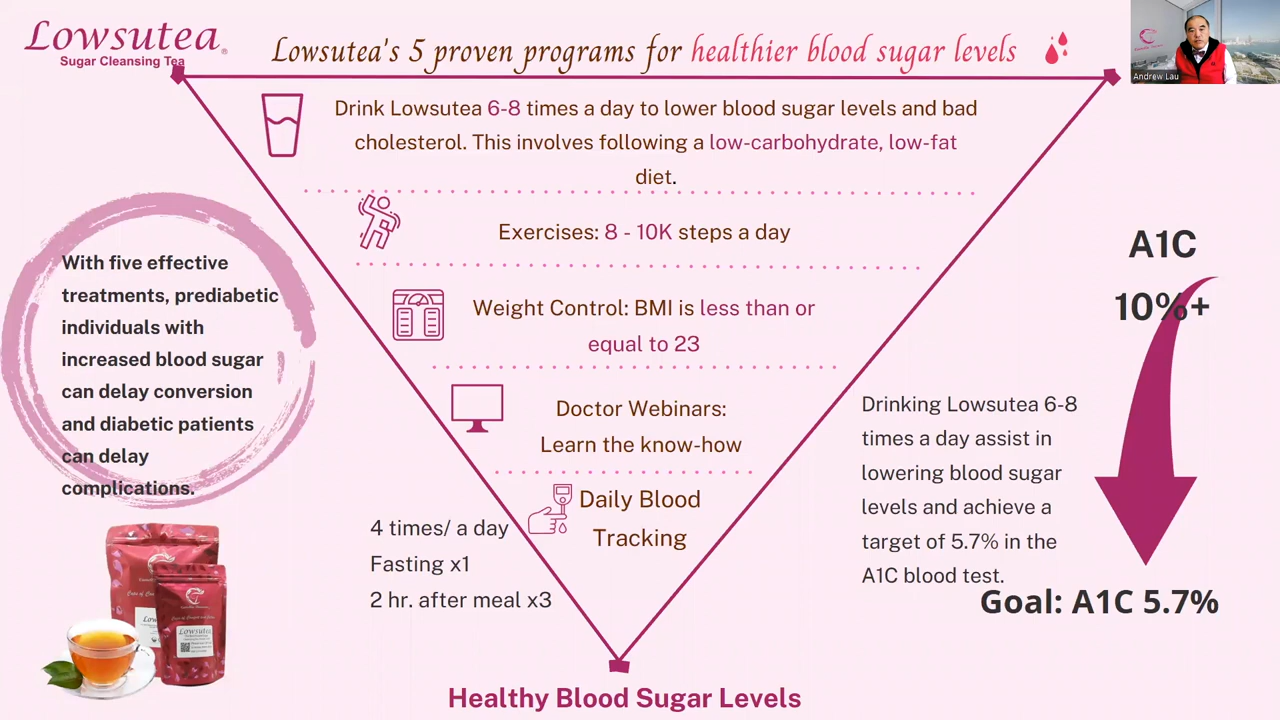 Lowsutea®
Sugar Cleansing Tea
Lowsutea's 5 proven programs for healthier blood sugar levels
Andrew Lau
Drink Lowsutea 6-8 times a day to lower blood sugar levels and bad
cholesterol. This involves following a low-carbohydrate, low-fat
diet.
Exercises: 8 - 10K steps a day
Weight Control: BMI is less than or
equal to 23
Doctor Webinars:
Learn the know-how
Daily Blood
Tracking
4 times/ a day
Fasting x1
2 hr. after meal x3
Healthy Blood Sugar Levels
With five effective
treatments, prediabetic
individuals with
increased blood sugar
can delay conversion
and diabetic patients
can delay
complications.
Lowsutea
A1C
10%+
Drinking Lowsutea 6-8
times a day assist in
lowering blood sugar
levels and achieve a
target of 5.7% in the
A1C blood test.
Goal: A1C 5.7%